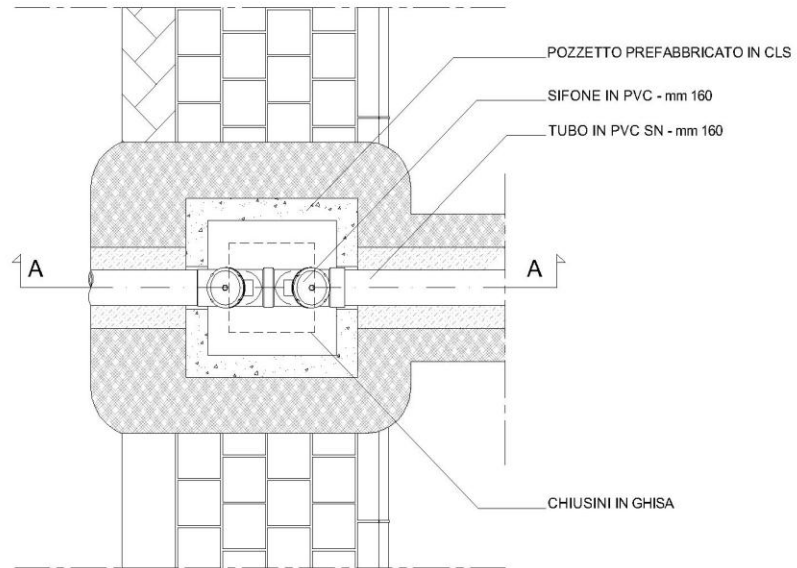 POZZETTO PREFABBRICATO IN CLS
SIFONE IN PVC - mm 160
TUBO IN PVC SN - mm 160
A
A
CHIUSINI IN GHISA